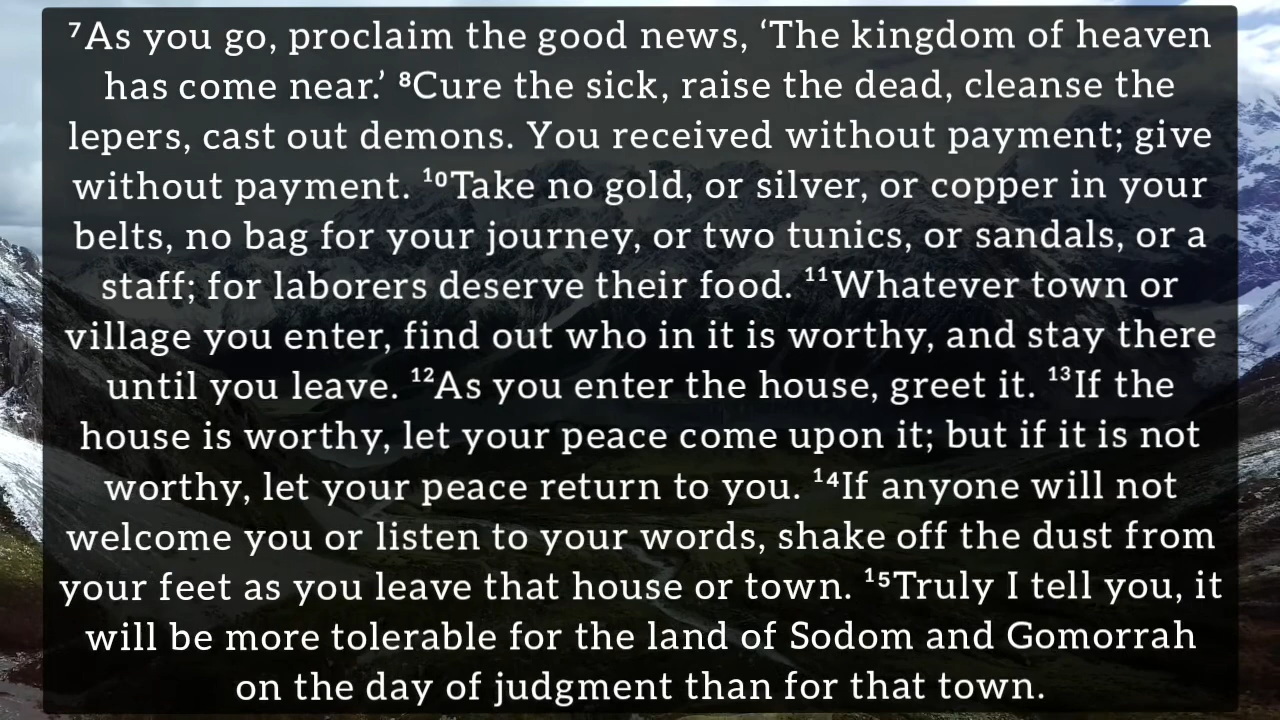 ⁷As you go, proclaim the good news, ‘The kingdom of heaven
has come near.’ ⁸Cure the sick, raise the dead, cleanse the
lepers, cast out demons. You received without payment; give
without payment. ¹⁰Take no gold, or silver, or copper in your
belts, no bag for your journey, or two tunics, or sandals, or a
staff; for laborers deserve their food. ¹¹Whatever town or
village you enter, find out who in it is worthy, and stay there
until you leave. ¹²As you enter the house, greet it. ¹³If the
house is worthy, let your peace come upon it; but if it is not
worthy, let your peace return to you. ¹⁴If anyone will not
welcome you or listen to your words, shake off the dust from
your feet as you leave that house or town. ¹⁵Truly I tell you, it
will be more tolerable for the land of Sodom and Gomorrah
on the day of judgment than for that town.